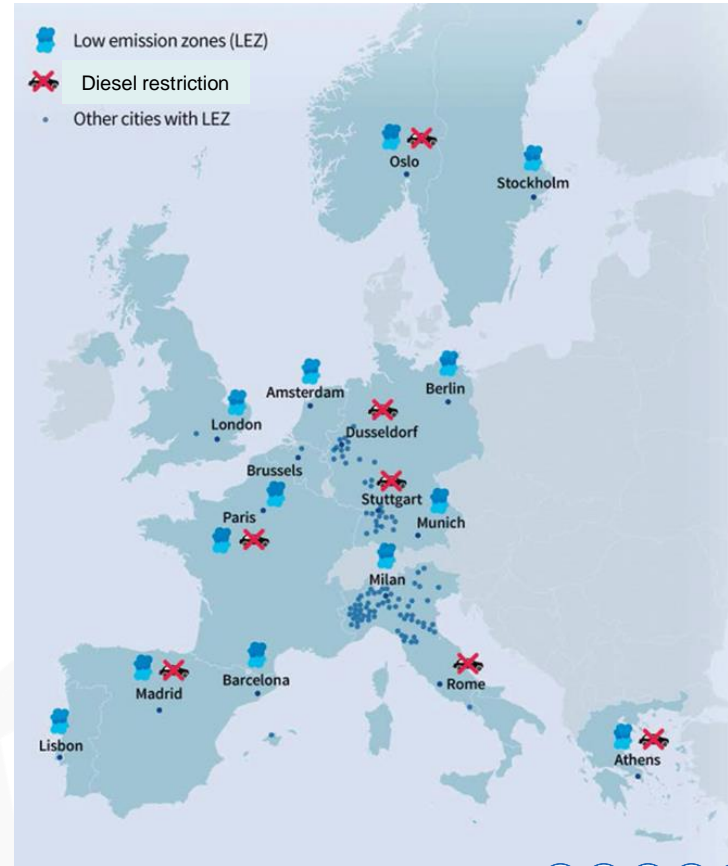 Low emission zones (LEZ)
Diesel restriction
Other cities with LEZ
Oslo
Stockholm
Amsterdam
Berlin
London
Dusseldorf
Brussels
Stuttgart
Paris
Munich
Milan
Barcelona
Madrid
Rome
Lisbon
Athens